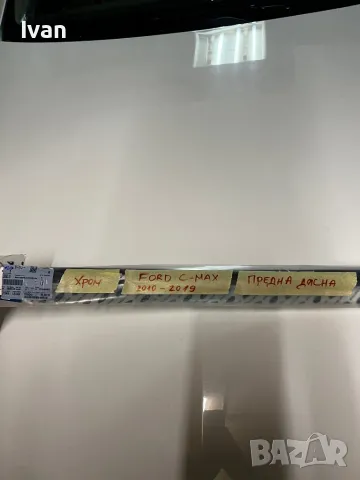 Ivan
ХРОМ
FORD C-MAX
2010-2019
ПРЕДНА ДЯСНА
BAZAR